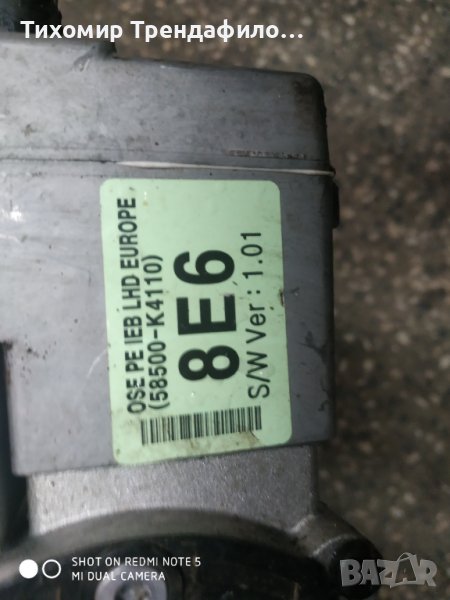 Тихомир Трендафило...
OSE PE IEB LHD EUROPE
(58500-K4110)
8E6
S/W Ver : 1.01
SHOT ON REDMI NOTE 5
MI DUAL CAMERA
BAZAR